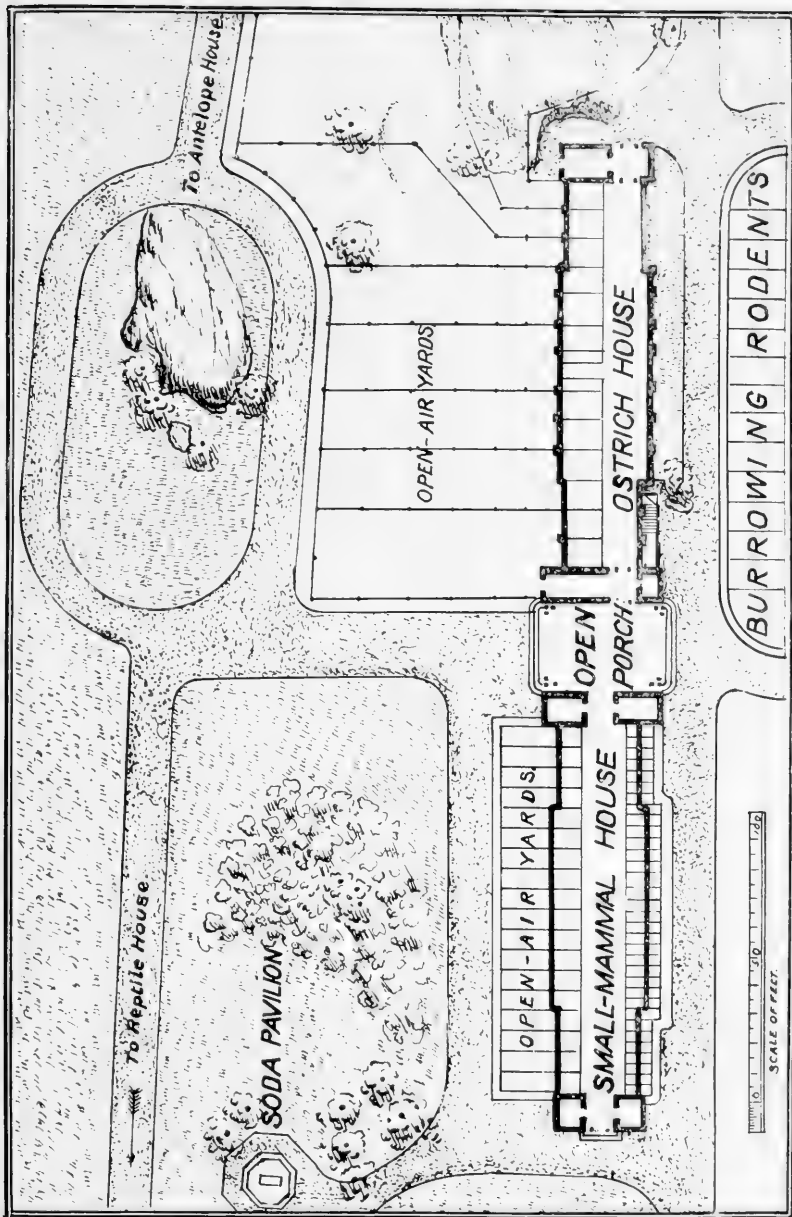 To Antelope House
OPEN-AIR YARDS
OSTRICH HOUSE
BURROWING RODENTS
OPEN
PORCH
To Reptile House
SODA PAVILION
OPEN-AIR YARDS.
SMALL-MAMMAL HOUSE
10 0 50 100
SCALE OF FEET.